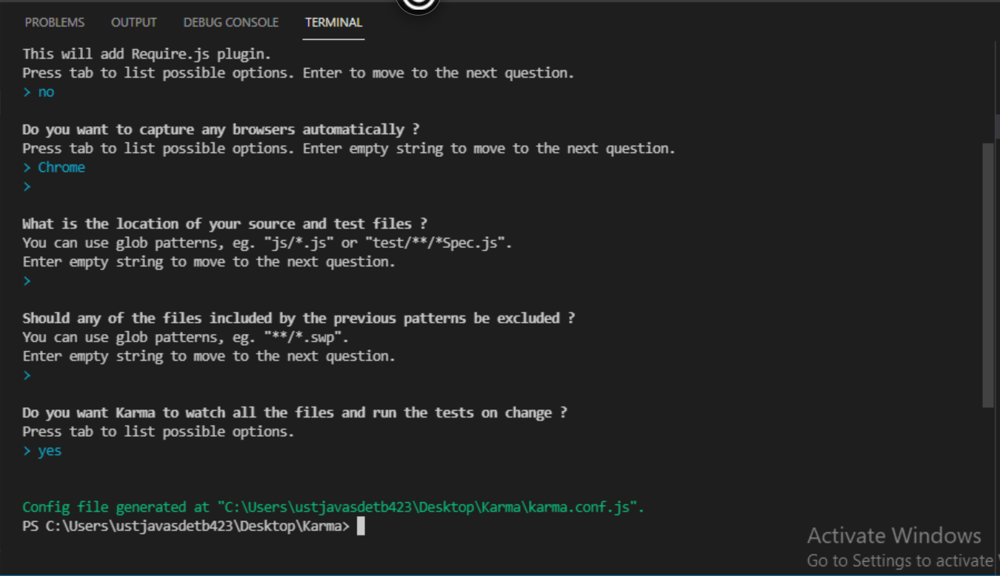 PROBLEMS OUTPUT DEBUG CONSOLE TERMINAL
This will add Require.js plugin.
Press tab to list possible options. Enter to move to the next question.
> no
Do you want to capture any browsers automatically ?
Press tab to list possible options. Enter empty string to move to the next question.
> Chrome
>
What is the location of your source and test files ?
You can use glob patterns, eg. "js/*.js" or "test/**/*Spec.js".
Enter empty string to move to the next question.
>
Should any of the files included by the previous patterns be excluded ?
You can use glob patterns, eg. "**/*.swp".
Enter empty string to move to the next question.
>
Do you want Karma to watch all the files and run the tests on change ?
Press tab to list possible options.
> yes
Config file generated at "C:\Users\ustjavasdetb423\Desktop\Karma\karma.conf.js".
PS C:\Users\ustjavasdetb423\Desktop\Karma>
Activate Windows
Go to Settings to activate